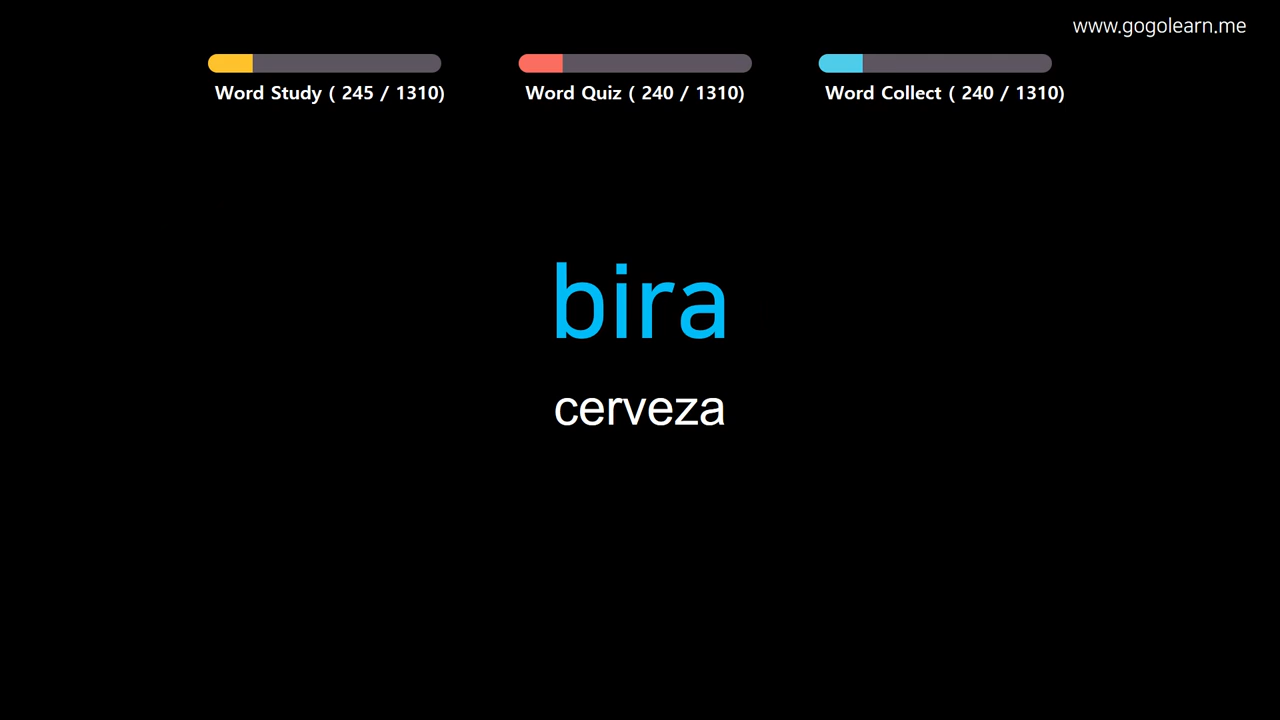 www.gogolearn.me
Word Study ( 245 / 1310)
Word Quiz ( 240 / 1310)
Word Collect ( 240 / 1310)
bira
cerveza